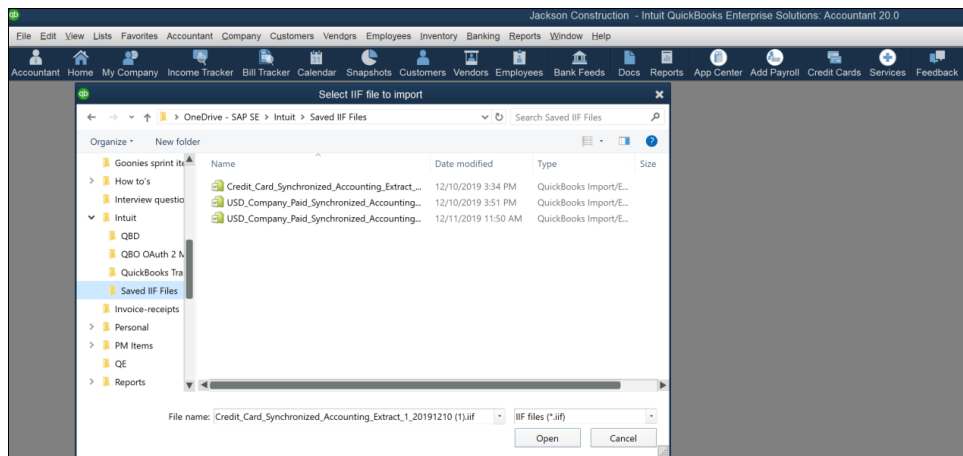 qb
Jackson Construction - Intuit QuickBooks Enterprise Solutions: Accountant 20.0
File Edit View Lists Favorites Accountant Company Customers Vendors Employees Inventory Banking Reports Window Help
Accountant Home My Company Income Tracker Bill Tracker Calendar Snapshots Customers Vendors Employees Bank Feeds Docs Reports App Center Add Payroll Credit Cards Services Feedback
qb Select IIF file to import
> OneDrive - SAP SE > Intuit > Saved IIF Files Search Saved IIF Files
Organize New folder
Name Date modified Type Size
Goonies sprint ite
How to's
Interview questio
Intuit
QBD
QBO OAuth 2 M
QuickBooks Tra
Saved IIF Files
Invoice-receipts
Personal
PM Items
QE
Reports
Credit_Card_Synchronized_Accounting_Extract_... 12/10/2019 3:34 PM QuickBooks Import/E...
USD_Company_Paid_Synchronized_Accounting... 12/10/2019 3:51 PM QuickBooks Import/E...
USD_Company_Paid_Synchronized_Accounting... 12/11/2019 11:50 AM QuickBooks Import/E...
File name: Credit_Card_Synchronized_Accounting_Extract_1_20191210 (1).iif IIF files (*.iif)
Open Cancel